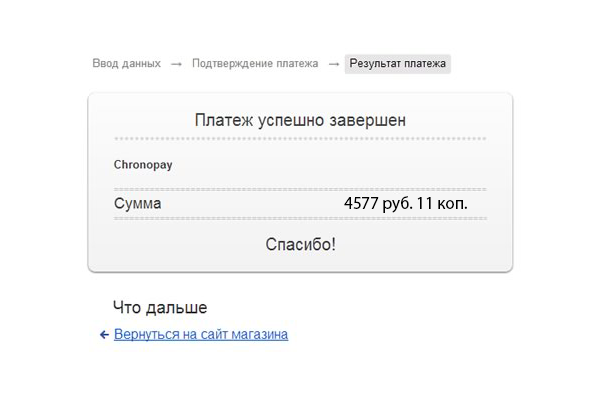 Ввод данных → Подтверждение платежа → Результат платежа
Платеж успешно завершен
Chronopay
Сумма 4577 руб. 11 коп.
Спасибо!
Что дальше
← Вернуться на сайт магазина